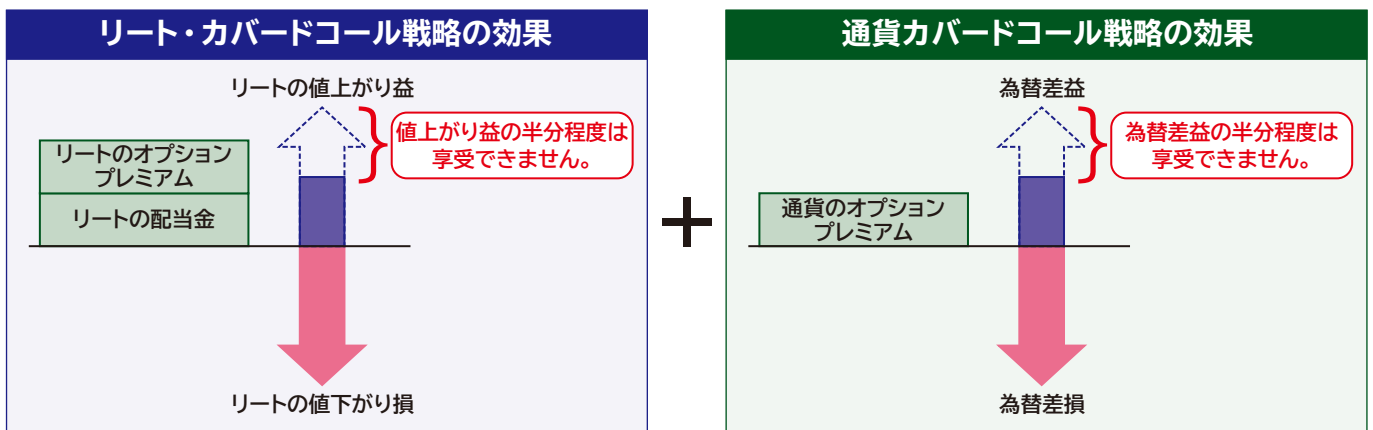 リート・カバードコール戦略の効果
リートの値上がり益
値上がり益の半分程度は
享受できません。
リートのオプション
プレミアム
リートの配当金
リートの値下がり損
+
通貨カバードコール戦略の効果
為替差益
為替差益の半分程度は
享受できません。
通貨のオプション
プレミアム
為替差損